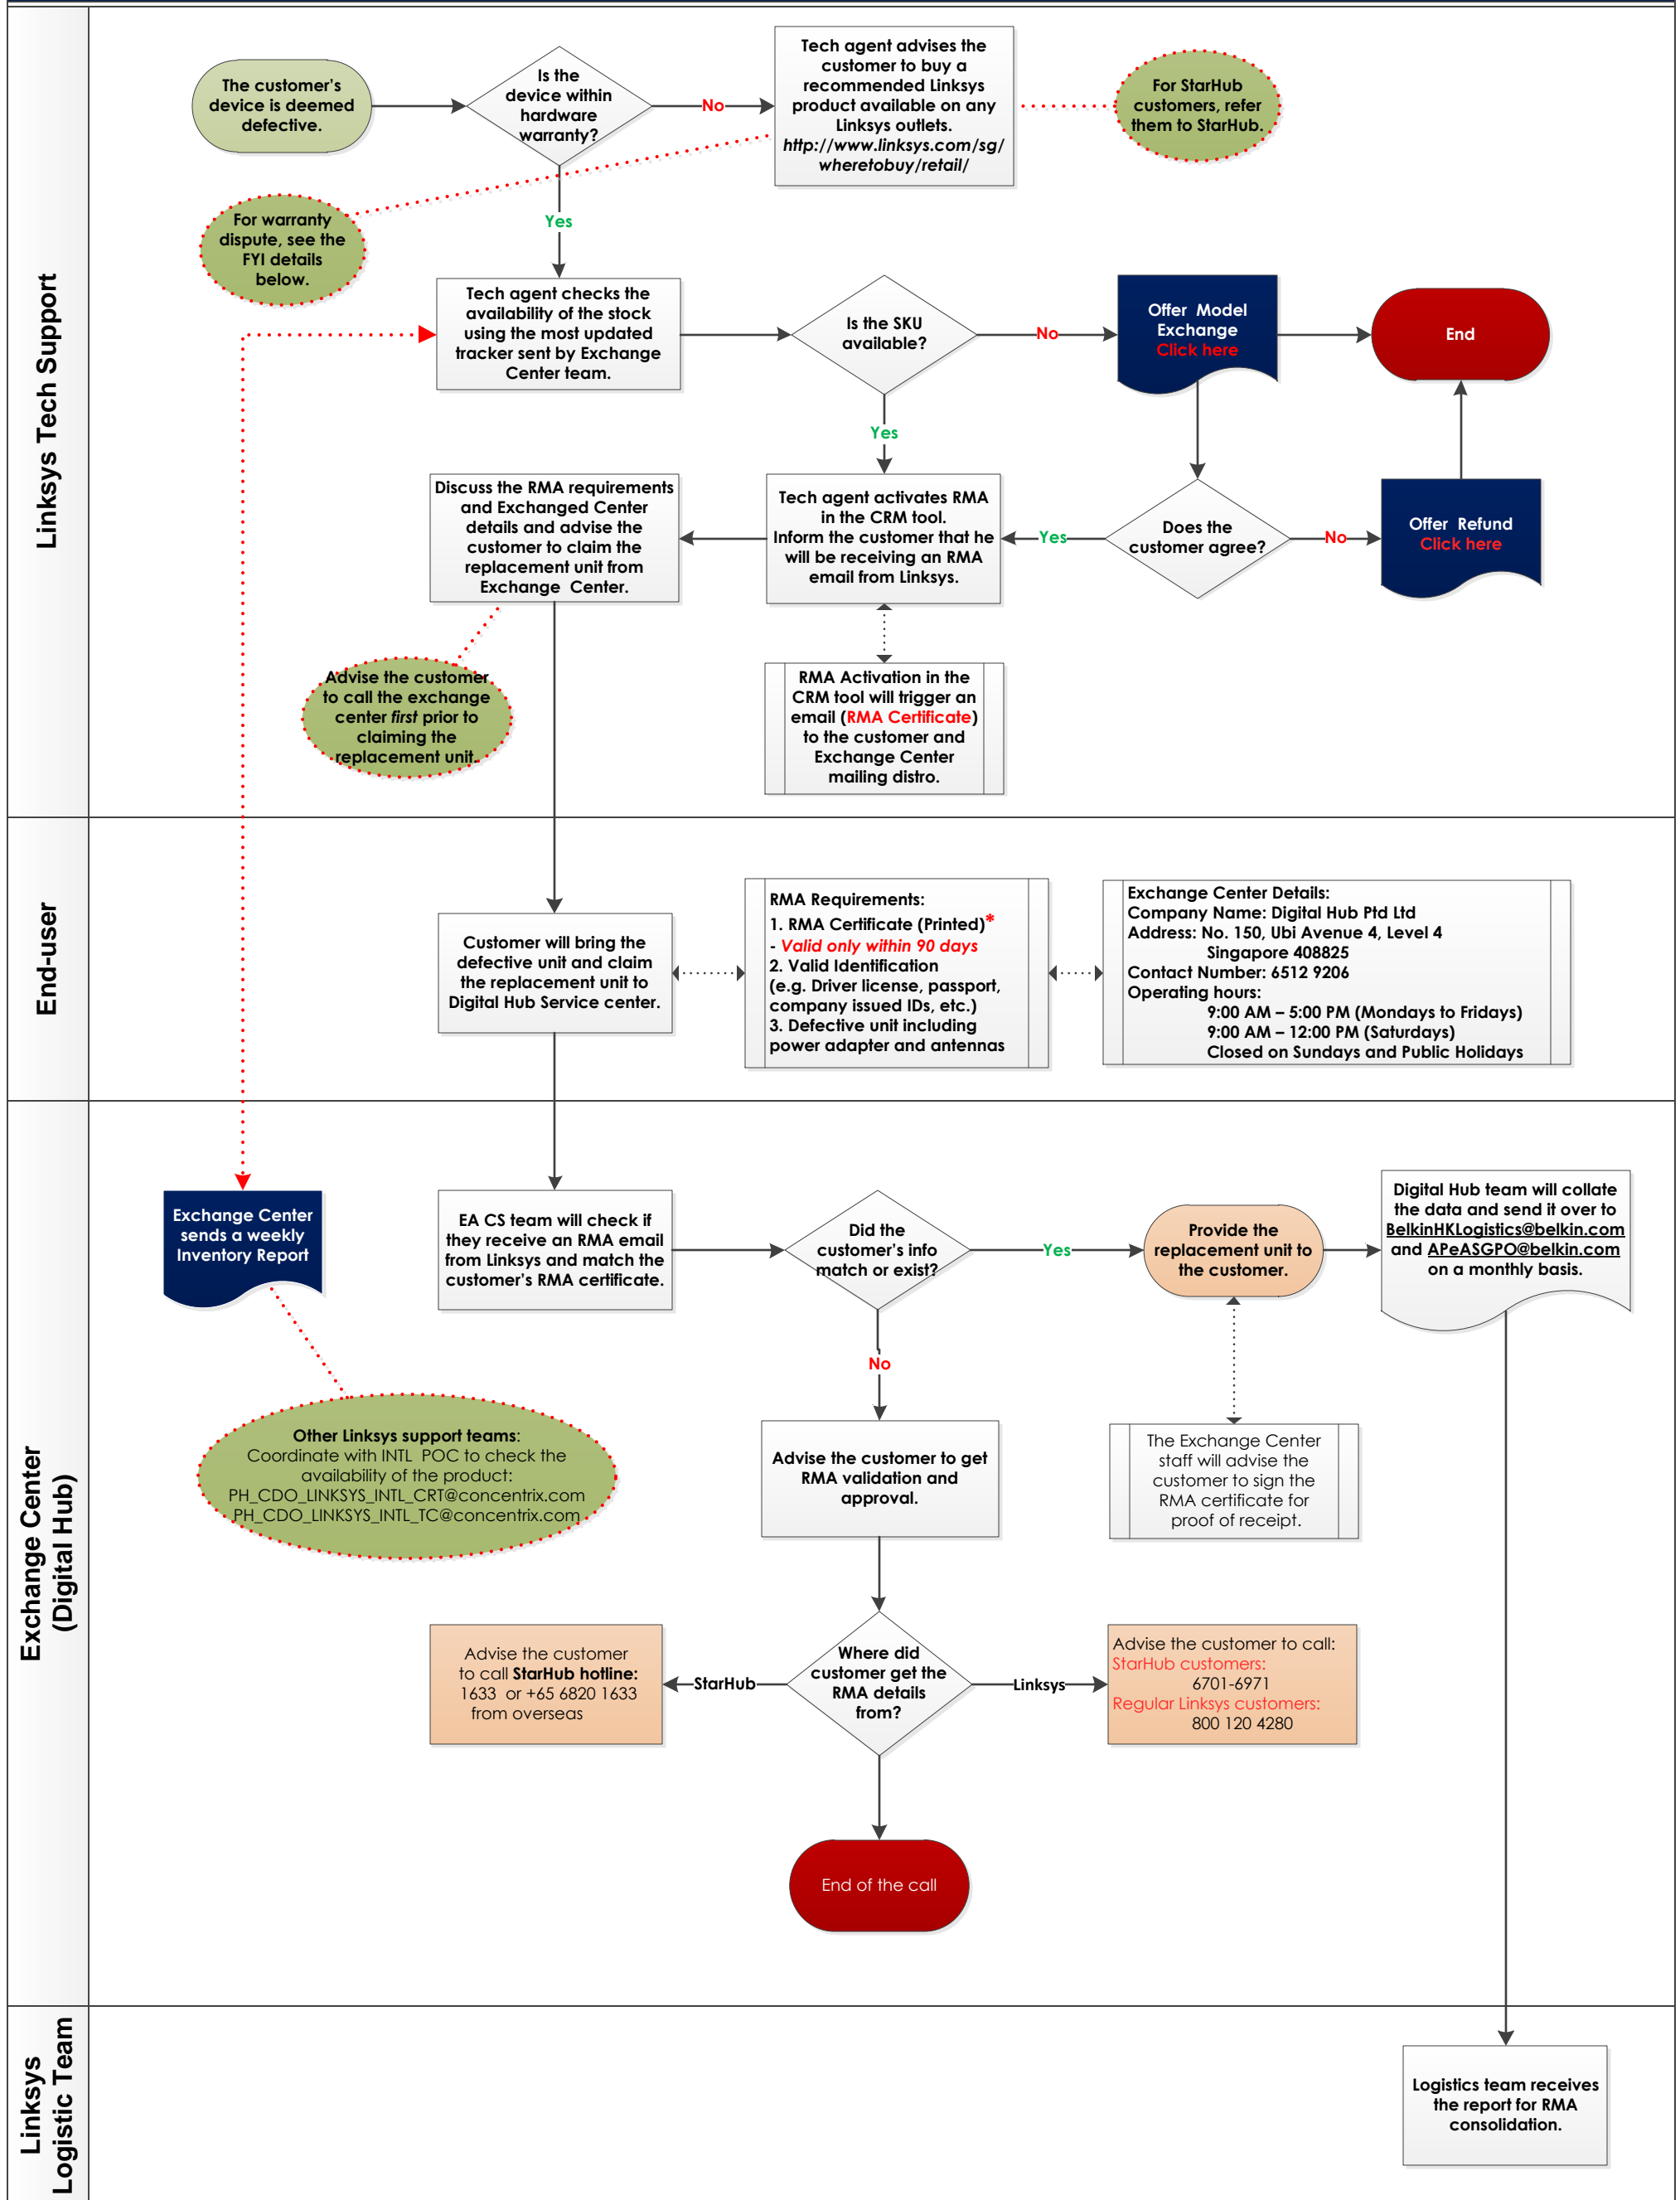 Linksys Tech Support
The customer's
device is deemed
defective.
Is the
device within
hardware
warranty?
No
Tech agent advises the
customer to buy a
recommended Linksys
product available on any
Linksys outlets.
http://www.linksys.com/sg/
wheretobuy/retail/
For StarHub
customers, refer
them to StarHub.
For warranty
dispute, see the
FYI details
below.
Yes
Tech agent checks the
availability of the stock
using the most updated
tracker sent by Exchange
Center team.
Is the SKU
available?
No
Offer Model
Exchange
Click here
End
Yes
Discuss the RMA requirements
and Exchanged Center
details and advise the
customer to claim the
replacement unit from
Exchange Center.
Tech agent activates RMA
in the CRM tool.
Inform the customer that he
will be receiving an RMA
email from Linksys.
Yes
Does the
customer agree?
No
Offer Refund
Click here
Advise the customer
to call the exchange
center first prior to
claiming the
replacement unit.
RMA Activation in the
CRM tool will trigger an
email (RMA Certificate)
to the customer and
Exchange Center
mailing distro.
End-user
Customer will bring the
defective unit and claim
the replacement unit to
Digital Hub Service center.
RMA Requirements:
1. RMA Certificate (Printed)*
- Valid only within 90 days
2. Valid Identification
(e.g. Driver license, passport,
company issued IDs, etc.)
3. Defective unit including
power adapter and antennas
Exchange Center Details:
Company Name: Digital Hub Ptd Ltd
Address: No. 150, Ubi Avenue 4, Level 4
Singapore 408825
Contact Number: 6512 9206
Operating hours:
9:00 AM – 5:00 PM (Mondays to Fridays)
9:00 AM – 12:00 PM (Saturdays)
Closed on Sundays and Public Holidays
Exchange Center
(Digital Hub)
Exchange Center
sends a weekly
Inventory Report
EA CS team will check if
they receive an RMA email
from Linksys and match the
customer's RMA certificate.
Did the
customer's info
match or exist?
Yes
Provide the
replacement unit to
the customer.
Digital Hub team will collate
the data and send it over to
BelkinHKLogistics@belkin.com
and APeASGPO@belkin.com
on a monthly basis.
No
Other Linksys support teams:
Coordinate with INTL POC to check the
availability of the product:
PH_CDO_LINKSYS_INTL_CRT@concentrix.com
PH_CDO_LINKSYS_INTL_TC@concentrix.com
Advise the customer to get
RMA validation and
approval.
The Exchange Center
staff will advise the
customer to sign the
RMA certificate for
proof of receipt.
Advise the customer
to call StarHub hotline:
1633 or +65 6820 1633
from overseas
StarHub
Where did
customer get the
RMA details
from?
Linksys
Advise the customer to call:
StarHub customers:
6701-6971
Regular Linksys customers:
800 120 4280
End of the call
Linksys
Logistic Team
Logistics team receives
the report for RMA
consolidation.